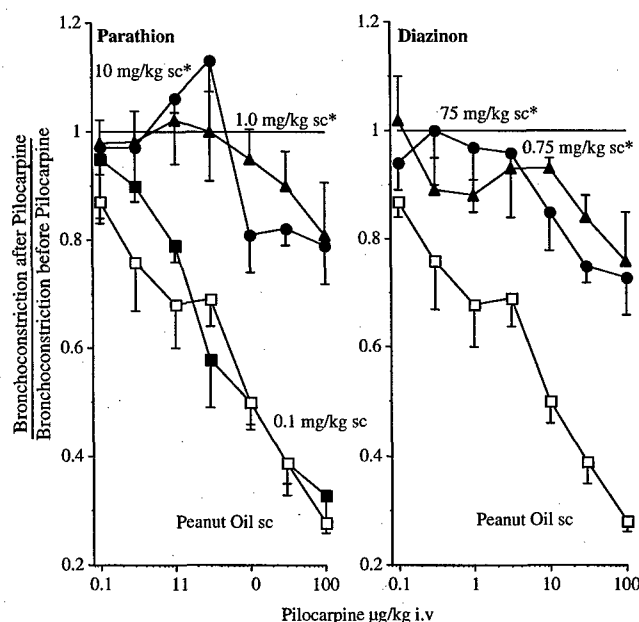 Bronchoconstriction after Pilocarpine
Bronchoconstriction before Pilocarpine
Parathion
10 mg/kg sc*
1.0 mg/kg sc*
0.1 mg/kg sc
Peanut Oil sc
1.2
1
0.8
0.6
0.4
0.2
0.1
11
0
100
Diazinon
75 mg/kg sc*
0.75 mg/kg sc*
Peanut Oil sc
1.2
1
0.8
0.6
0.4
0.2
0.1
1
10
100
Pilocarpine µg/kg i.v